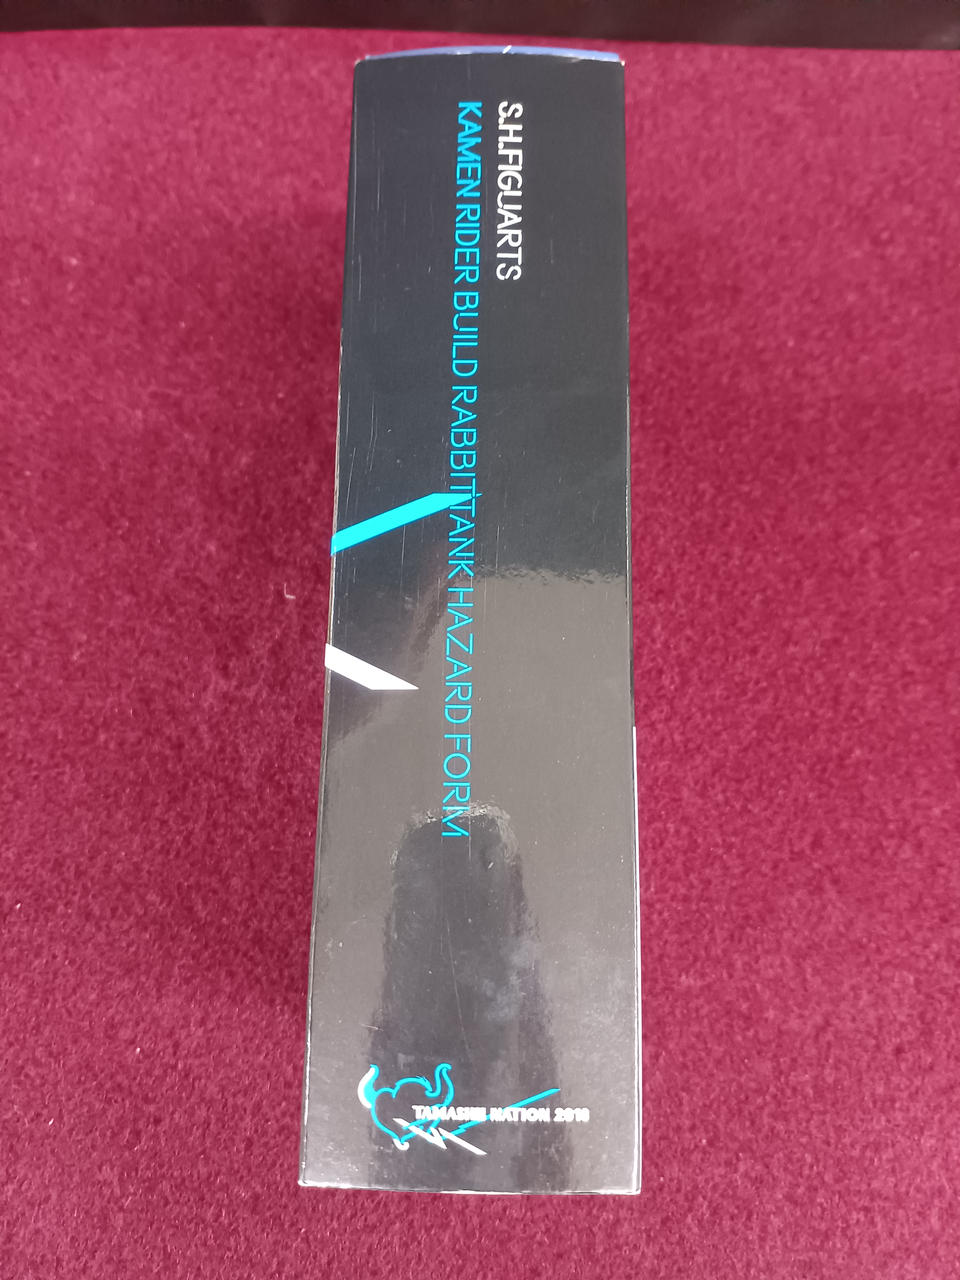 S.H.FIGUARTS
KAMEN RIDER BUILD RABBITTANK HAZARD FORM
TAMASHII NATION 2018